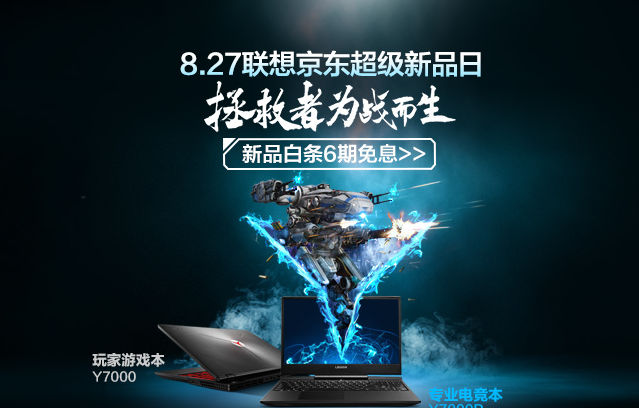 8.27联想京东超级新品日
拯救者为战而生
新品白条6期免息>>
LEGION
玩家游戏本
Y7000
专业电竞本
Y7000P